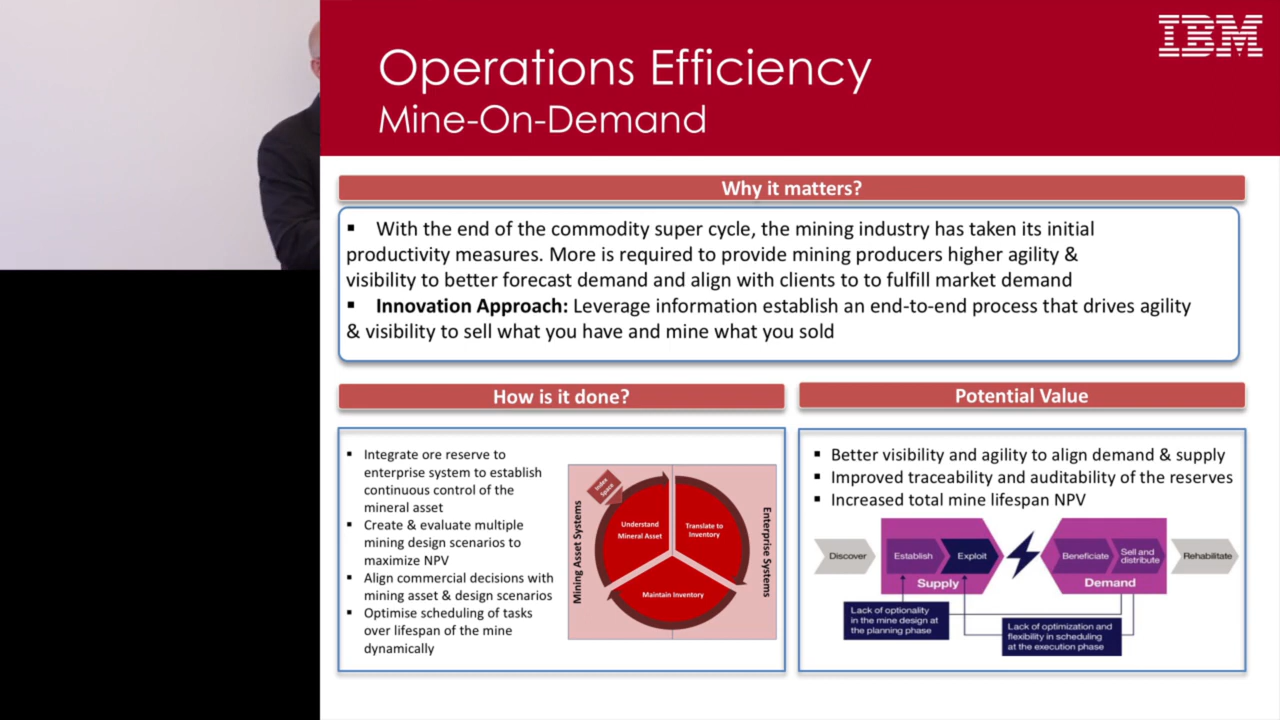 IBM
Operations Efficiency
Mine-On-Demand
Why it matters?
▪ With the end of the commodity super cycle, the mining industry has taken its initial
productivity measures. More is required to provide mining producers higher agility &
visibility to better forecast demand and align with clients to to fulfill market demand
▪ Innovation Approach: Leverage information establish an end-to-end process that drives agility
& visibility to sell what you have and mine what you sold
How is it done?
▪ Integrate ore reserve to
enterprise system to establish
continuous control of the
mineral asset
▪ Create & evaluate multiple
mining design scenarios to
maximize NPV
▪ Align commercial decisions with
mining asset & design scenarios
▪ Optimise scheduling of tasks
over lifespan of the mine
dynamically
Mining Asset Systems
Index
Space
Understand
Mineral Asset
Translate to
Inventory
Maintain Inventory
Enterprise Systems
Potential Value
▪ Better visibility and agility to align demand & supply
▪ Improved traceability and auditability of the reserves
▪ Increased total mine lifespan NPV
Discover
Establish
Exploit
Supply
Beneficiate
Sell and
distribute
Demand
Rehabilitate
Lack of optionality
in the mine design at
the planning phase
Lack of optimization and
flexibility in scheduling
at the execution phase